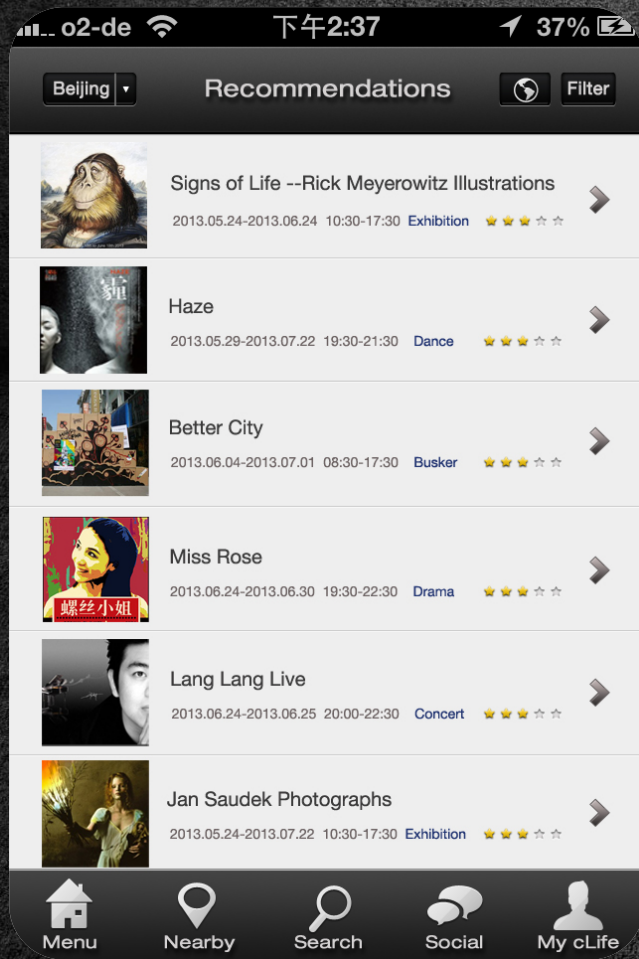 o2-de 下午2:37 37%
Beijing Recommendations Filter
Signs of Life --Rick Meyerowitz Illustrations
2013.05.24-2013.06.24 10:30-17:30 Exhibition
Haze
2013.05.29-2013.07.22 19:30-21:30 Dance
Better City
2013.06.04-2013.07.01 08:30-17:30 Busker
Miss Rose
2013.06.24-2013.06.30 19:30-22:30 Drama
螺丝小姐
Lang Lang Live
2013.06.24-2013.06.25 20:00-22:30 Concert
Jan Saudek Photographs
2013.05.24-2013.07.22 10:30-17:30 Exhibition
Menu Nearby Search Social My cLife